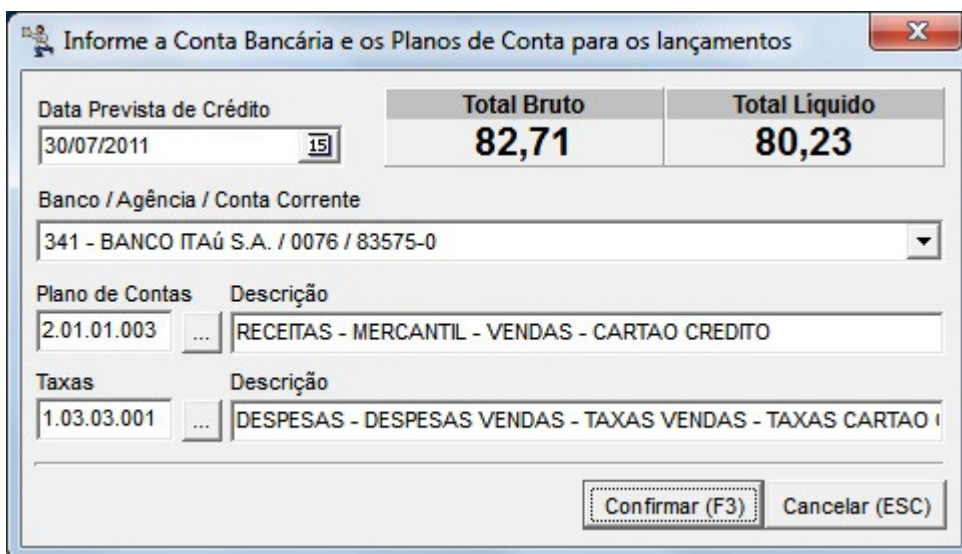 Informe a Conta Bancária e os Planos de Conta para os lançamentos
Data Prevista de Crédito
Total Bruto
Total Líquido
30/07/2011
15
82,71
80,23
Banco / Agência / Conta Corrente
341 - BANCO ITAú S.A. / 0076 / 83575-0
Plano de Contas
Descrição
2.01.01.003
...
RECEITAS - MERCANTIL - VENDAS - CARTAO CREDITO
Taxas
Descrição
1.03.03.001
...
DESPESAS - DESPESAS VENDAS - TAXAS VENDAS - TAXAS CARTAO
Confirmar (F3)
Cancelar (ESC)